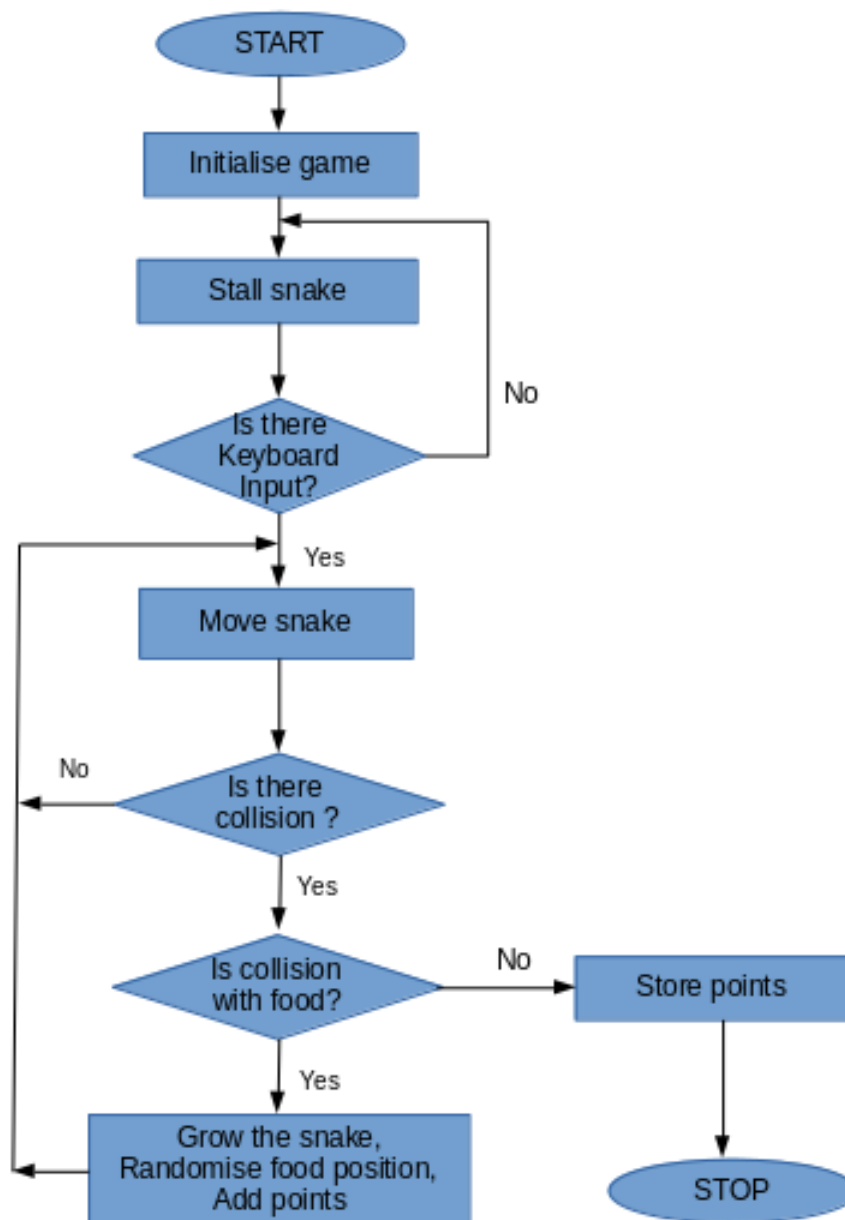 START
Initialise game
Stall snake
No
Is there
Keyboard
Input?
Yes
Move snake
No
Is there
collision ?
Yes
Is collision
with food?
No
Store points
Yes
Grow the snake,
Randomise food position,
Add points
STOP